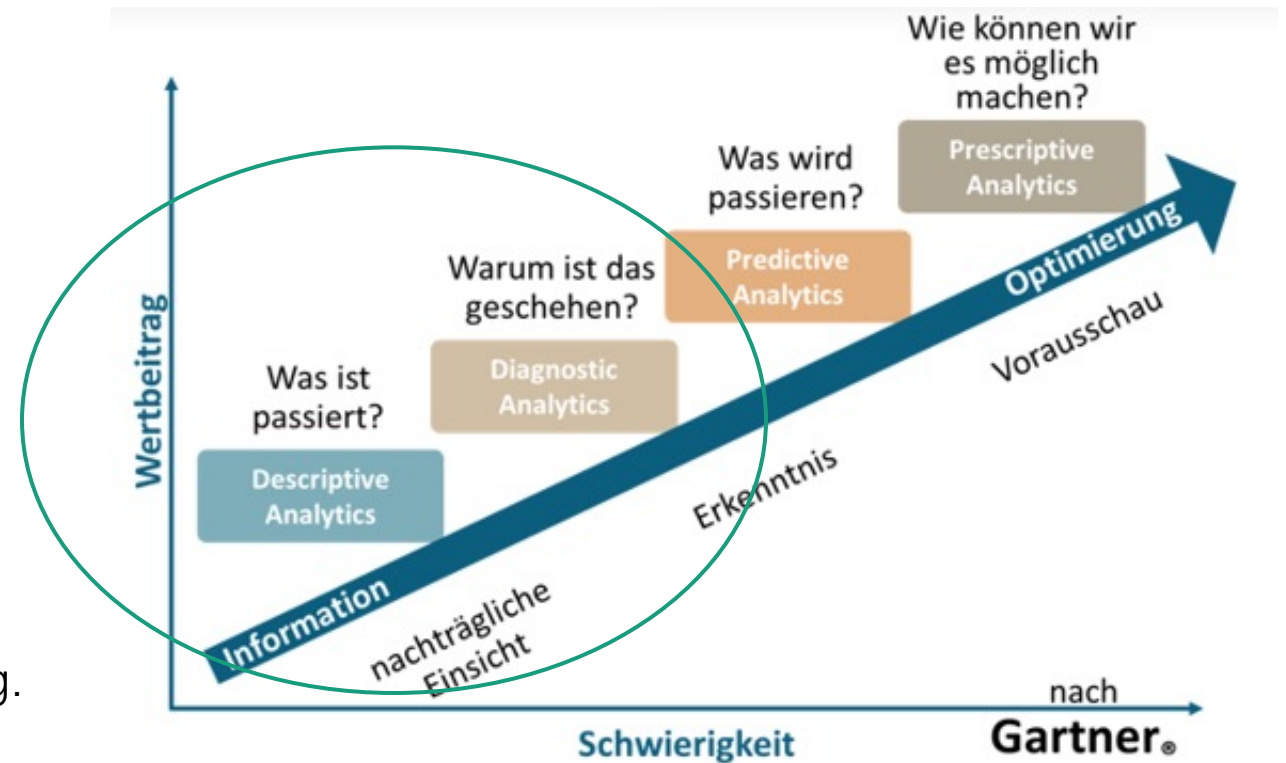 Wie können wir
es möglich
machen?
Prescriptive
Analytics
Was wird
passieren?
Predictive
Analytics
Optimierung
Vorausschau
Warum ist das
geschehen?
Diagnostic
Analytics
Erkenntnis
Was ist
passiert?
Descriptive
Analytics
Information
nachträgliche
Einsicht
Wertbeitrag
g.
Schwierigkeit
nach
Gartner®